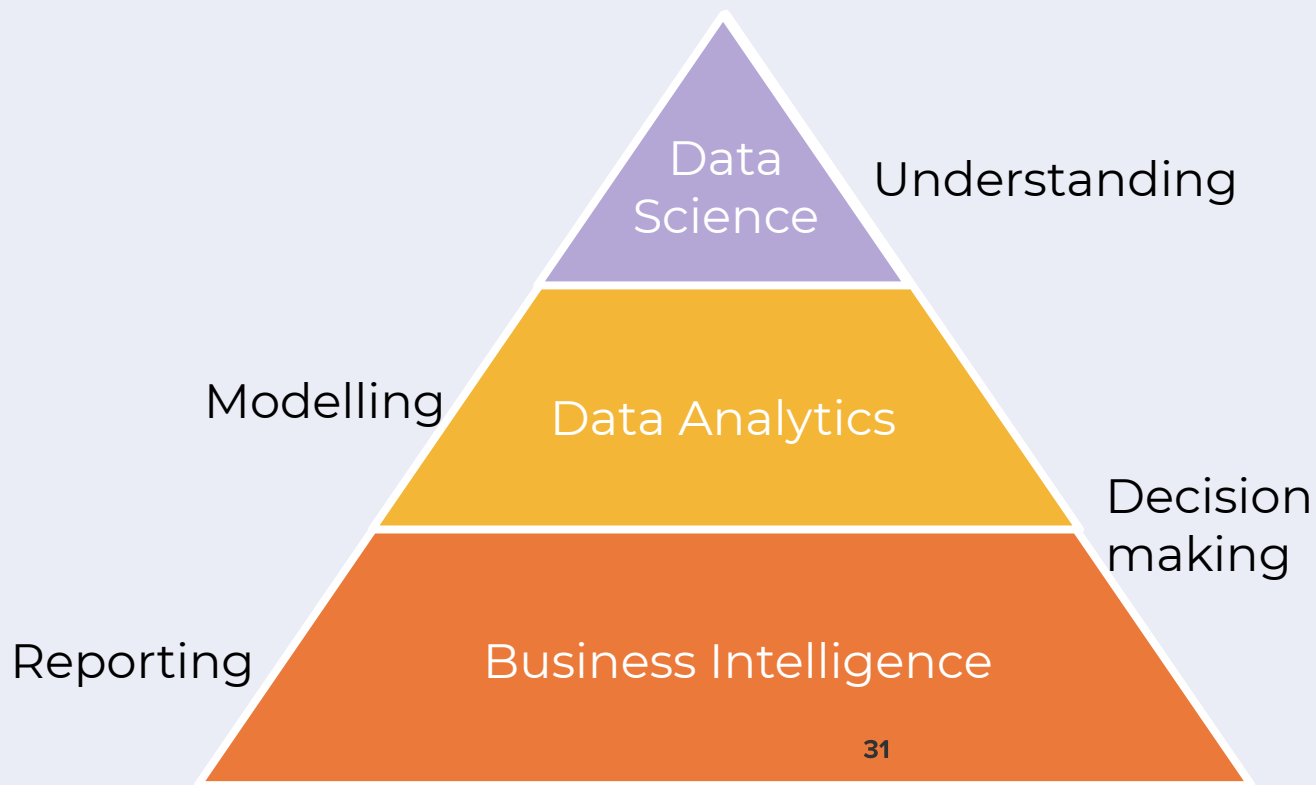 Data
Science
Understanding
Modelling
Data Analytics
Decision
making
Reporting
Business Intelligence
31